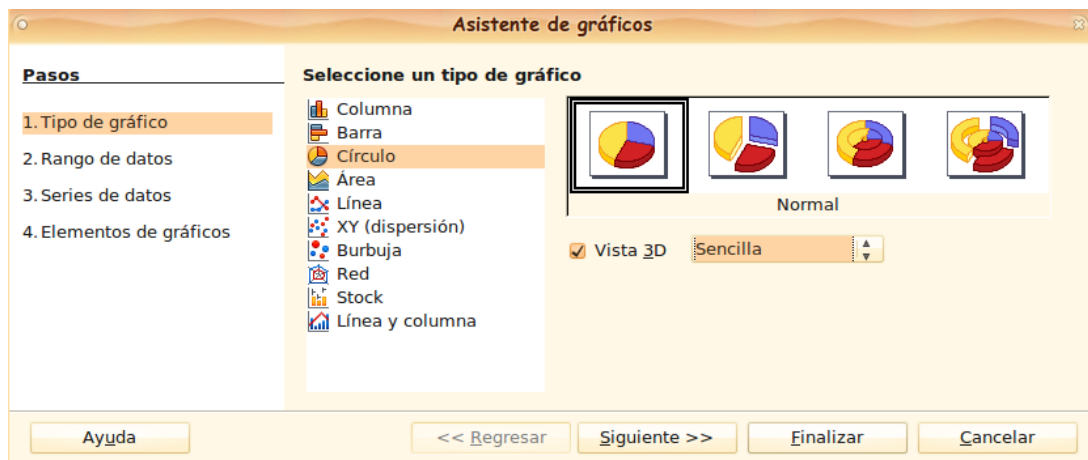 Asistente de gráficos
Pasos
1. Tipo de gráfico
2. Rango de datos
3. Series de datos
4. Elementos de gráficos
Seleccione un tipo de gráfico
Columna
Barra
Círculo
Área
Línea
XY (dispersión)
Burbuja
Red
Stock
Línea y columna
Normal
Vista 3D
Sencilla
Ayuda
<< Regresar
Siguiente >>
Finalizar
Cancelar